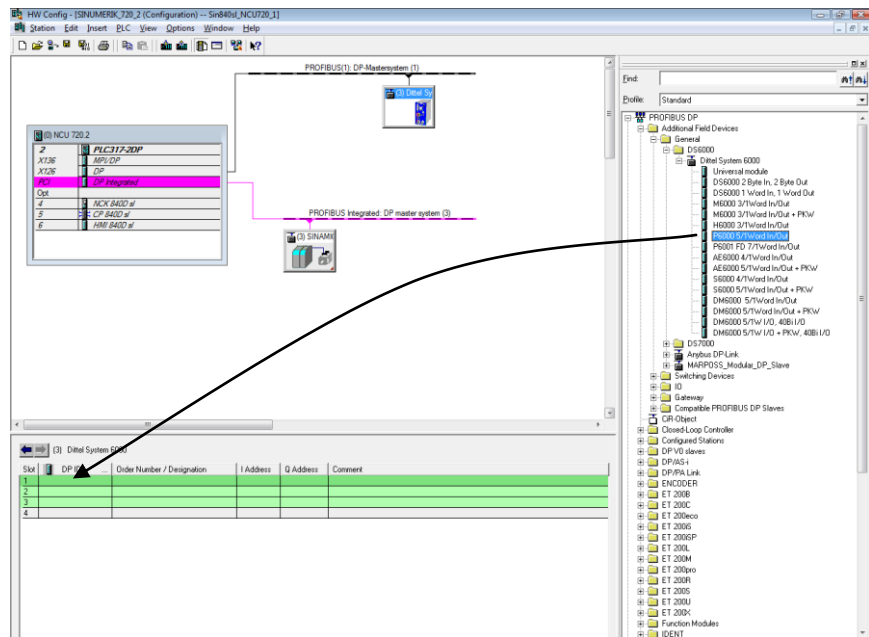 HW Config - [SINUMERIK_720_2 (Configuration) -- Sin840sl_NCU720_1]
Station Edit Insert PLC View Options Window Help
PROFIBUS(1): DP-Mastersystem (1)
(3) Dittel Sy
(0) NCU 720.2
2 PLC317-2DP
X136 MPI/DP
X126 DP
PCI DP Integrated
Opt
4 NCK 840D sl
5 CP 840D sl
6 HMI 840D sl
PROFIBUS Integrated: DP master system (3)
(3) SINAM
(3) Dittel System 6000
Slot DP ID ... Order Number / Designation I Address Q Address Comment
1
2
3
4
Find:
Profile: Standard
PROFIBUS DP
Additional Field Devices
General
DS6000
Dittel System 6000
Universal module
DS6000 2 Byte In, 2 Byte Out
DS6000 1 Word In, 1 Word Out
M6000 3/1Word In/Out
M6000 3/1Word In/Out + PKW
H6000 3/1Word In/Out
P6000 5/1Word In/Out
P6001 FD 7/1Word In/Out
AE6000 4/1Word In/Out
AE6000 5/1Word In/Out + PKW
S6000 4/1Word In/Out
S6000 5/1Word In/Out + PKW
DM6000 5/1Word In/Out
DM6000 5/1Word In/Out + PKW
DM6000 5/1W I/O, 40Bi I/O
DM6000 5/1W I/O + PKW, 40Bi I/O
DS7000
Anybus DP-Link
MARPOSS_Modular_DP_Slave
Switching Devices
IO
Gateway
Compatible PROFIBUS DP Slaves
CiR-Object
Closed-Loop Controller
Configured Stations
DP V0 slaves
DP/AS-i
DP/PA Link
ENCODER
ET 200B
ET 200C
ET 200eco
ET 200iS
ET 200iSP
ET 200L
ET 200M
ET 200pro
ET 200R
ET 200S
ET 200U
ET 200X
Function Modules
IDENT